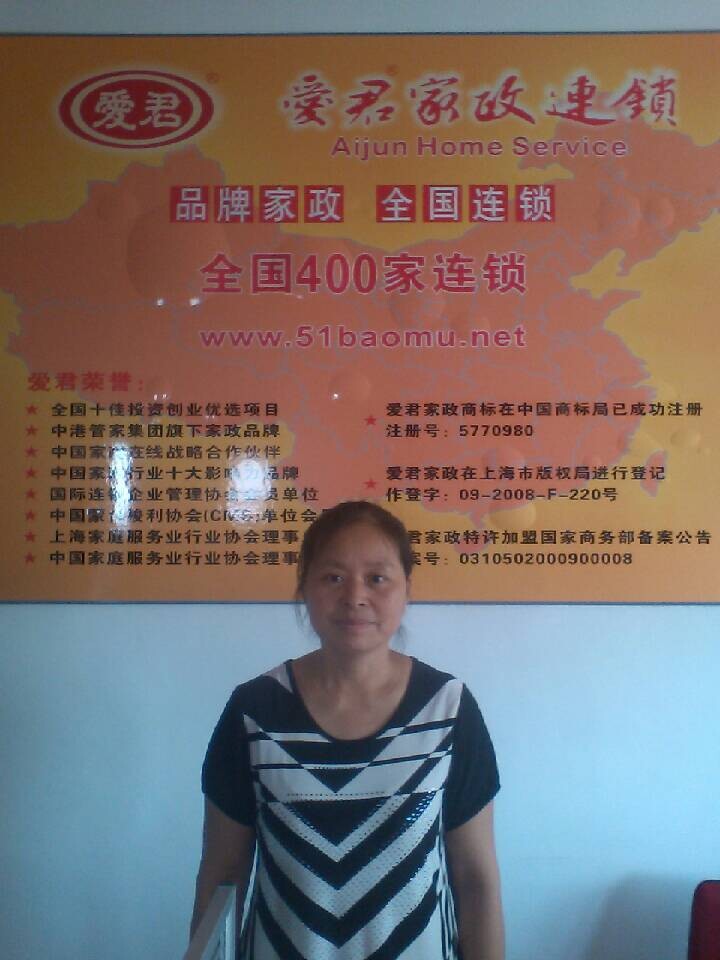 愛君
愛君家政連鎖
Aijun Home Service
品牌家政 全国连锁
全国400家连锁
www.51baomu.net
爱君荣誉：
★ 全国十佳投资创业优选项目
★ 中港管家集团旗下家政品牌
★ 中国家政在线战略合作伙伴
★ 中国家政行业十大影响力品牌
★ 国际连锁企业管理协会会员单位
★ 中国家 协会(C 单位会
★ 上海家庭服务业行业协会理事
★ 中国家庭服务业行业协会理事
★ 爱君家政商标在中国商标局已成功注册
注册号：5770980
★ 爱君家政在上海市版权局进行登记
作登字：09-2008-F-220号
君家政特许加盟国家商务部备案公告
案号：0310502000900008